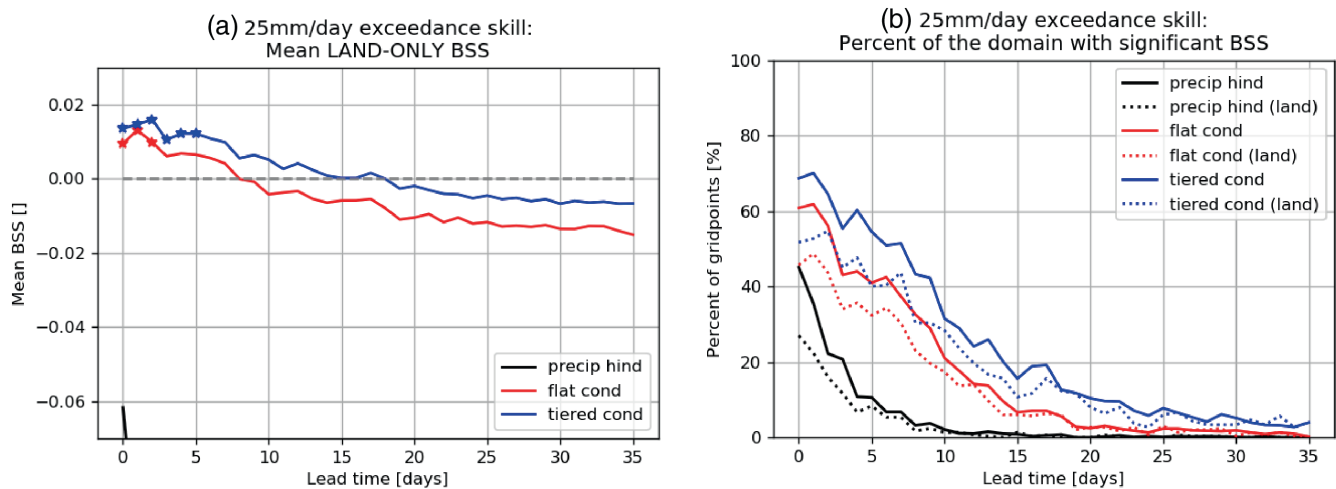 (a) 25mm/day exceedance skill:
Mean LAND-ONLY BSS
Mean BSS []
0.02
0.00
−0.02
−0.04
−0.06
precip hind
flat cond
tiered cond
0 5 10 15 20 25 30 35
Lead time [days]
(b) 25mm/day exceedance skill:
Percent of the domain with significant BSS
Percent of gridpoints [%]
100
80
60
40
20
0
precip hind
precip hind (land)
flat cond
flat cond (land)
tiered cond
tiered cond (land)
0 5 10 15 20 25 30 35
Lead time [days]